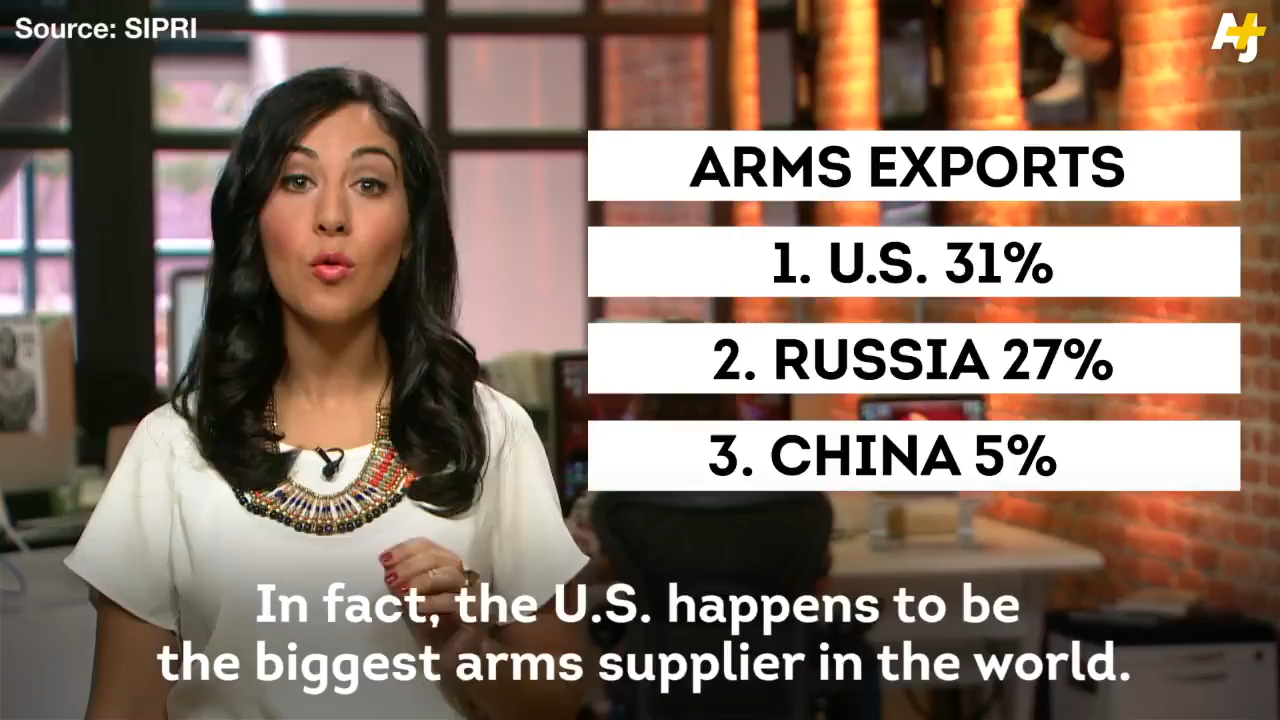 Source: SIPRI
AJ+
ARMS EXPORTS
1. U.S. 31%
2. RUSSIA 27%
3. CHINA 5%
In fact, the U.S. happens to be
the biggest arms supplier in the world.